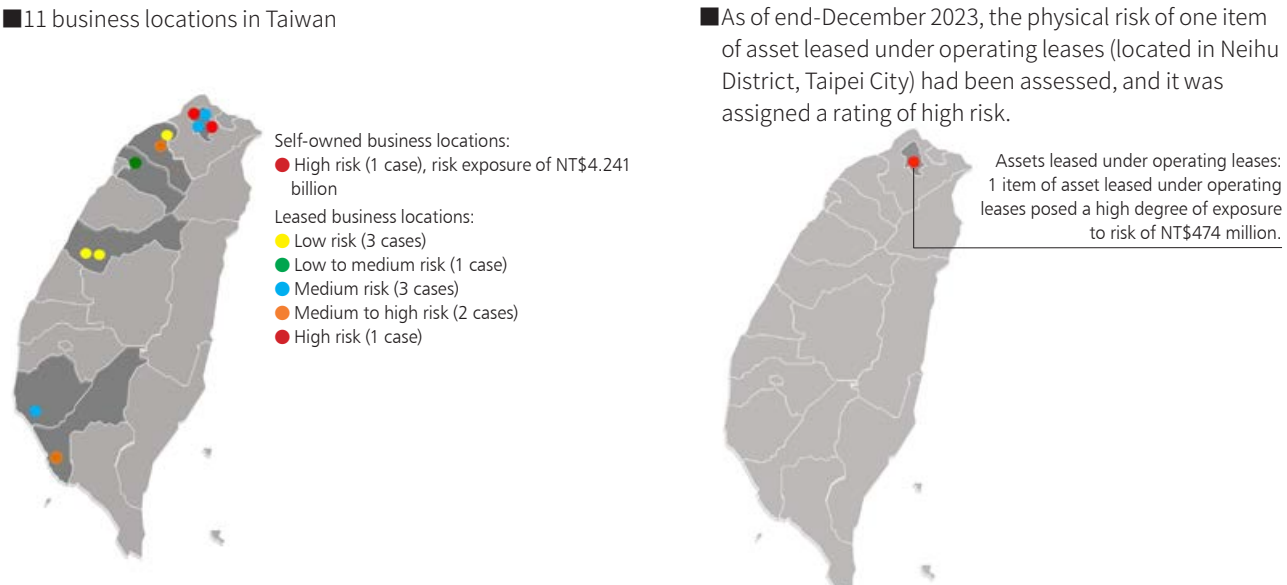 ■11 business locations in Taiwan
Self-owned business locations:
High risk (1 case), risk exposure of NT$4.241
billion
Leased business locations:
Low risk (3 cases)
Low to medium risk (1 case)
Medium risk (3 cases)
Medium to high risk (2 cases)
High risk (1 case)
■As of end-December 2023, the physical risk of one item
of asset leased under operating leases (located in Neihu
District, Taipei City) had been assessed, and it was
assigned a rating of high risk.
Assets leased under operating leases:
1 item of asset leased under operating
leases posed a high degree of exposure
to risk of NT$474 million.